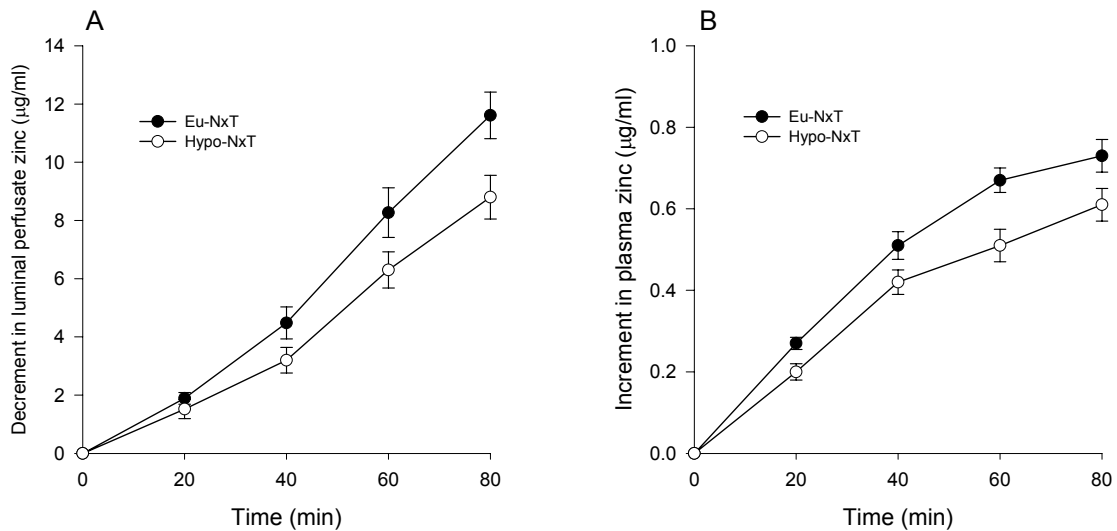 A
Decrement in luminal perfusate zinc (μg/ml)
14
12
10
8
6
4
2
0
Eu-NxT
Hypo-NxT
0 20 40 60 80
Time (min)
B
Increment in plasma zinc (μg/ml)
1.0
0.8
0.6
0.4
0.2
0.0
Eu-NxT
Hypo-NxT
0 20 40 60 80
Time (min)